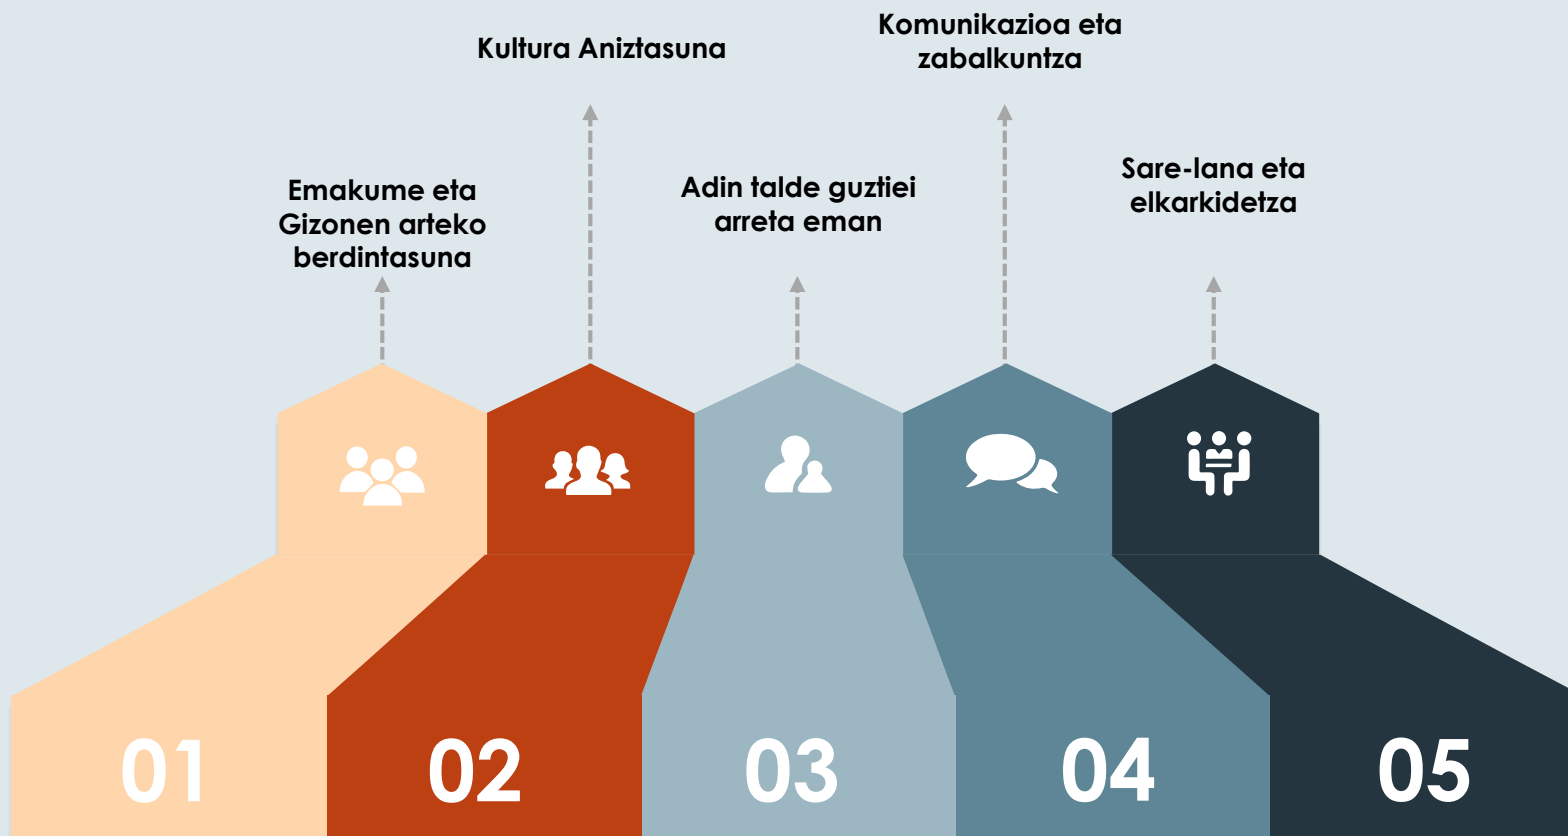 Emakume eta
Gizonen arteko
berdintasuna
Kultura Aniztasuna
Adin talde guztiei
arreta eman
Komunikazioa eta
zabalkuntza
Sare-lana eta
elkarkidetza
01
02
03
04
05